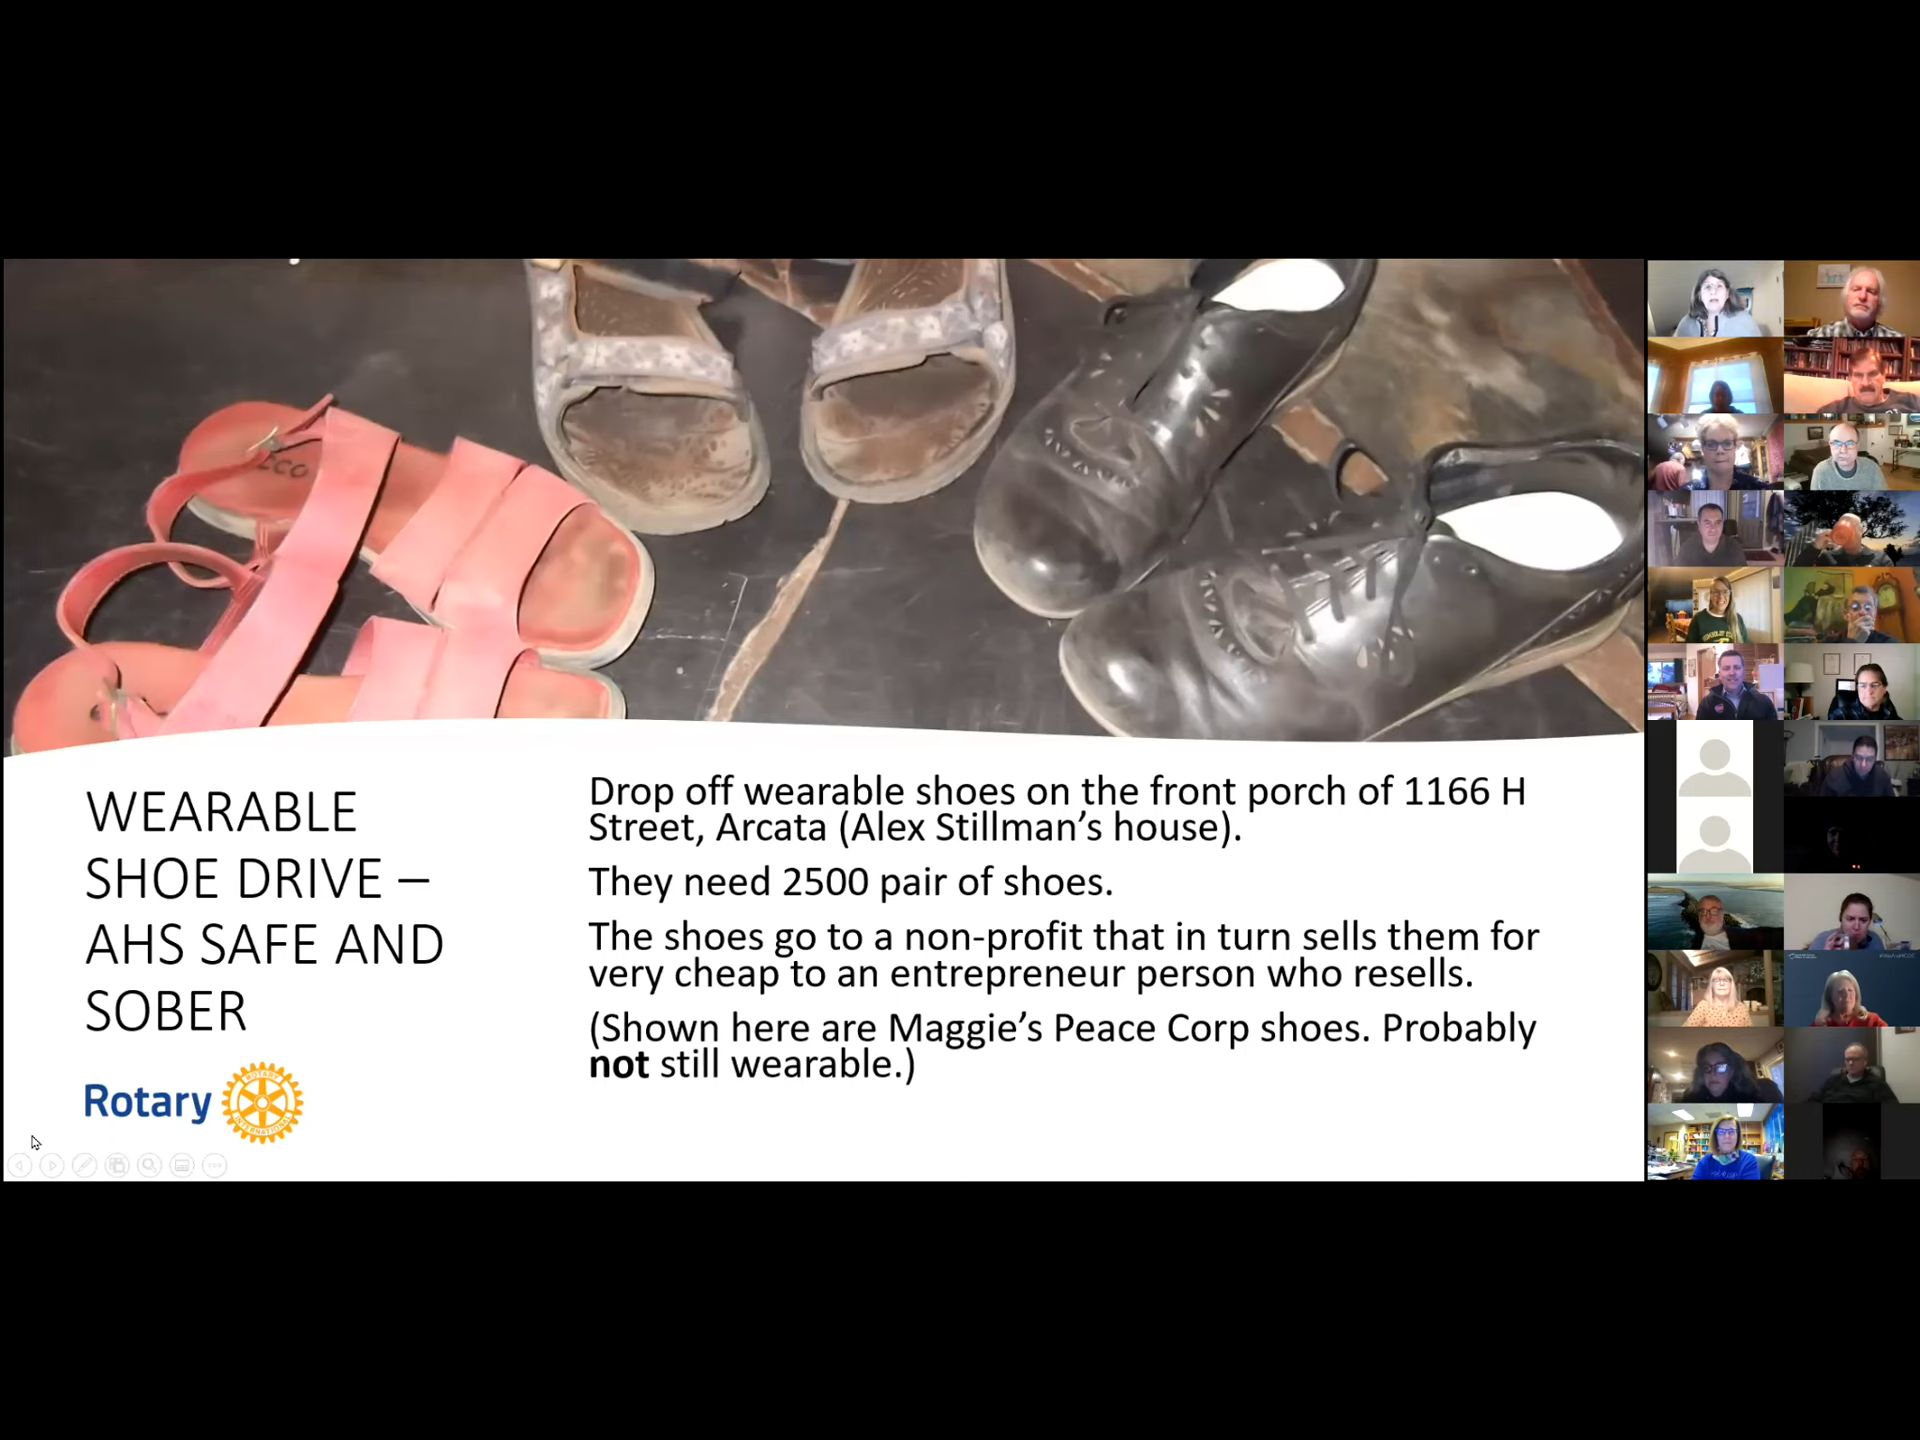 ECCO
WEARABLE
SHOE DRIVE –
AHS SAFE AND
SOBER
Rotary
ROTARY
INTERNATIONAL
Drop off wearable shoes on the front porch of 1166 H
Street, Arcata (Alex Stillman’s house).
They need 2500 pair of shoes.
The shoes go to a non-profit that in turn sells them for
very cheap to an entrepreneur person who resells.
(Shown here are Maggie’s Peace Corp shoes. Probably
not still wearable.)